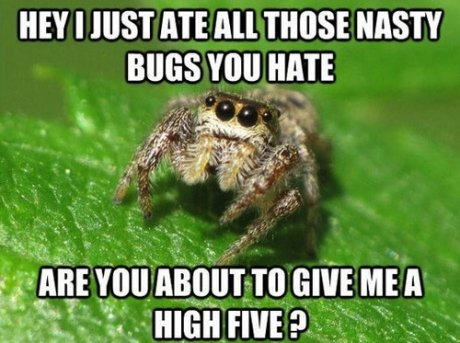 HEY I JUST ATE ALL THOSE NASTY
BUGS YOU HATE
ARE YOU ABOUT TO GIVE ME A
HIGH FIVE ?